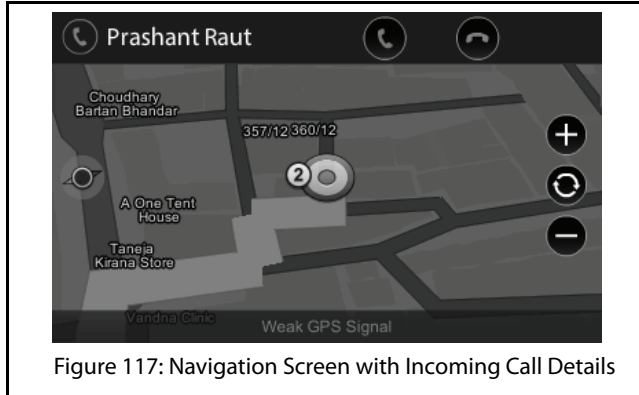 Prashant Raut
Choudhary
Bartan Bhandar
357/12 360/12
2
A One Tent
House
Taneja
Kirana Store
Vandna Clinic
Weak GPS Signal
Figure 117: Navigation Screen with Incoming Call Details